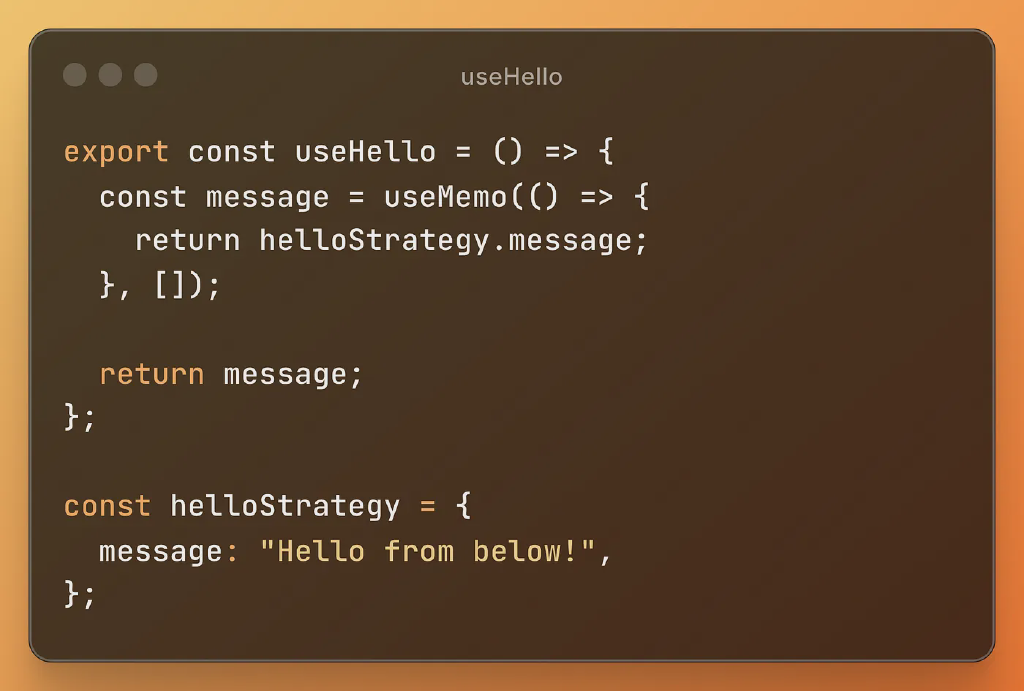 useHello
export const useHello = () => {
  const message = useMemo(() => {
    return helloStrategy.message;
  }, []);
  return message;
};
const helloStrategy = {
  message: "Hello from below!",
};